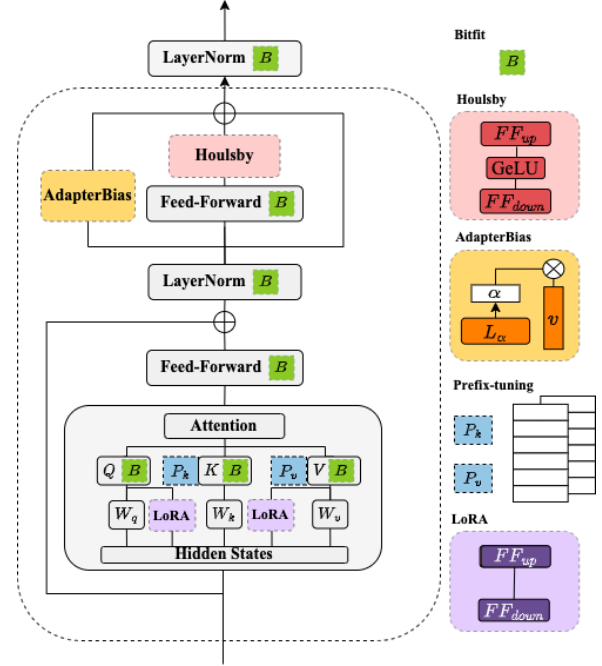 LayerNorm B
Houlsby
AdapterBias
Feed-Forward B
LayerNorm B
Feed-Forward B
Attention
Q B P_k K B P_v V B
W_q LoRA W_k LoRA W_v
Hidden States
Bitfit
B
Houlsby
FF_up
GeLU
FF_down
AdapterBias
α
L_α
v
Prefix-tuning
P_k
P_v
LoRA
FF_up
FF_down